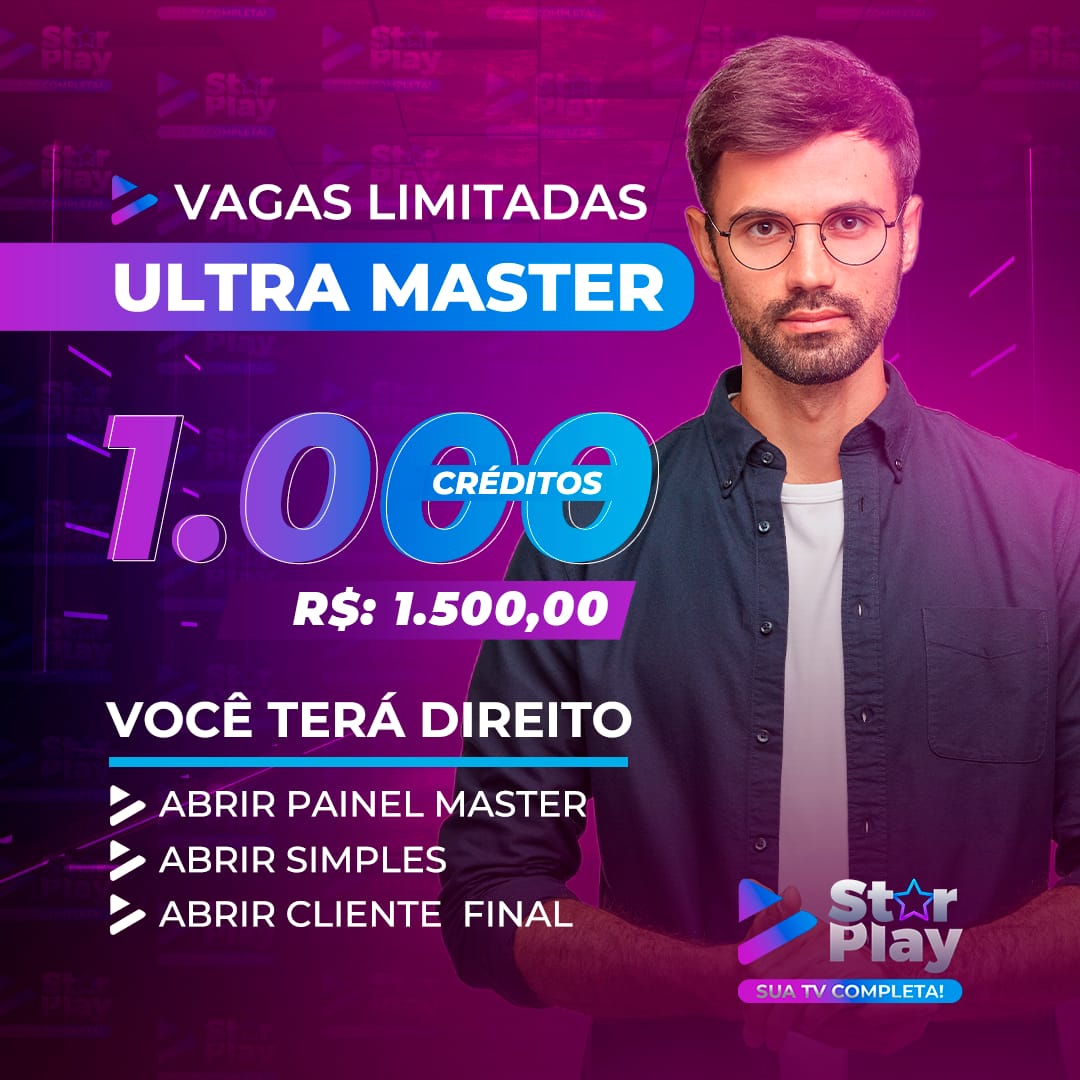 VAGAS LIMITADAS
ULTRA MASTER
1.000
CRÉDITOS
R$: 1.500,00
VOCÊ TERÁ DIREITO
ABRIR PAINEL MASTER
ABRIR SIMPLES
ABRIR CLIENTE FINAL
Star
Play
SUA TV COMPLETA!